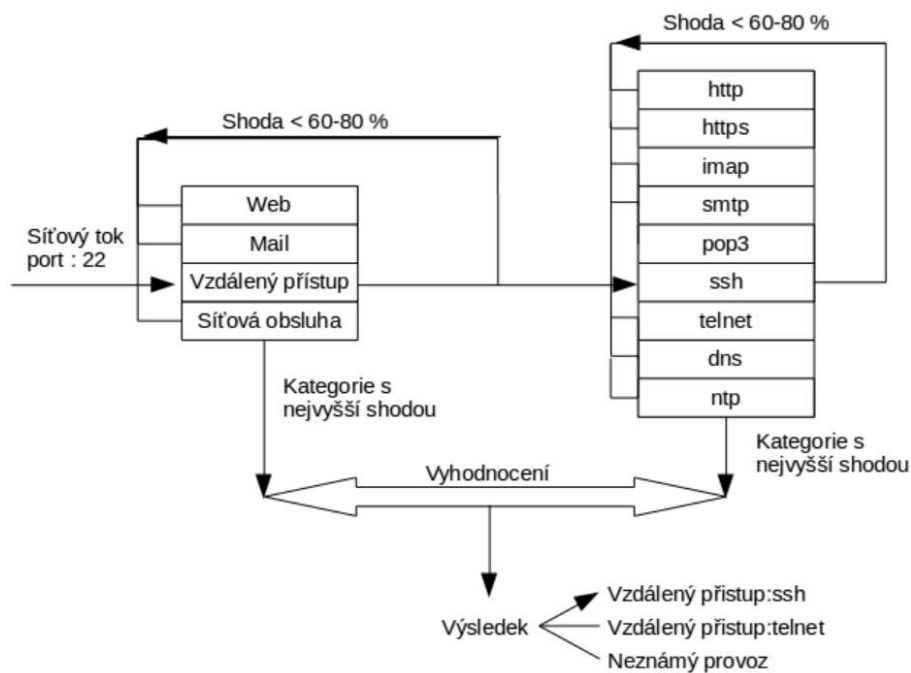 Shoda < 60-80 %
http
https
imap
smtp
pop3
ssh
telnet
dns
ntp
Shoda < 60-80 %
Web
Mail
Vzdálený přístup
Síťová obsluha
Síťový tok
port : 22
Kategorie s
nejvyšší shodou
Kategorie s
nejvyšší shodou
Vyhodnocení
Výsledek
Vzdálený přistup:ssh
Vzdálený přistup:telnet
Neznámý provoz